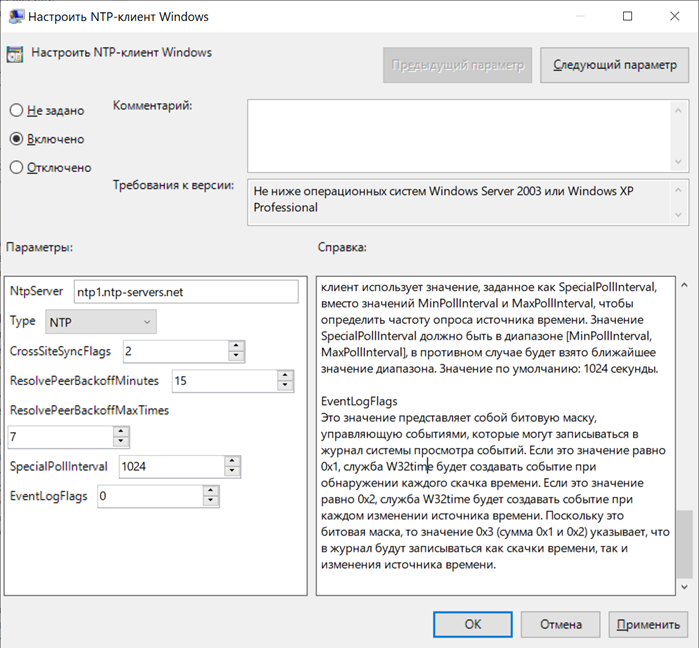 Настроить NTP-клиент Windows
Настроить NTP-клиент Windows
Предыдущий параметр
Следующий параметр
Не задано
Включено
Отключено
Комментарий:
Требования к версии:
Не ниже операционных систем Windows Server 2003 или Windows XP
Professional
Параметры:
NtpServer
ntp1.ntp-servers.net
Type
NTP
CrossSiteSyncFlags
2
ResolvePeerBackoffMinutes
15
ResolvePeerBackoffMaxTimes
7
SpecialPollInterval
1024
EventLogFlags
0
Справка:
клиент использует значение, заданное как SpecialPollInterval,
вместо значений MinPollInterval и MaxPollInterval, чтобы
определить частоту опроса источника времени. Значение
SpecialPollInterval должно быть в диапазоне [MinPollInterval,
MaxPollInterval], в противном случае будет взято ближайшее
значение диапазона. Значение по умолчанию: 1024 секунды.
EventLogFlags
Это значение представляет собой битовую маску,
управляющую событиями, которые могут записываться в
журнал системы просмотра событий. Если это значение равно
0x1, служба W32time будет создавать событие при
обнаружении каждого скачка времени. Если это значение
равно 0x2, служба W32time будет создавать событие при
каждом изменении источника времени. Поскольку это
битовая маска, то значение 0x3 (сумма 0x1 и 0x2) указывает, что
в журнал будут записываться как скачки времени, так и
изменения источника времени.
ОК
Отмена
Применить